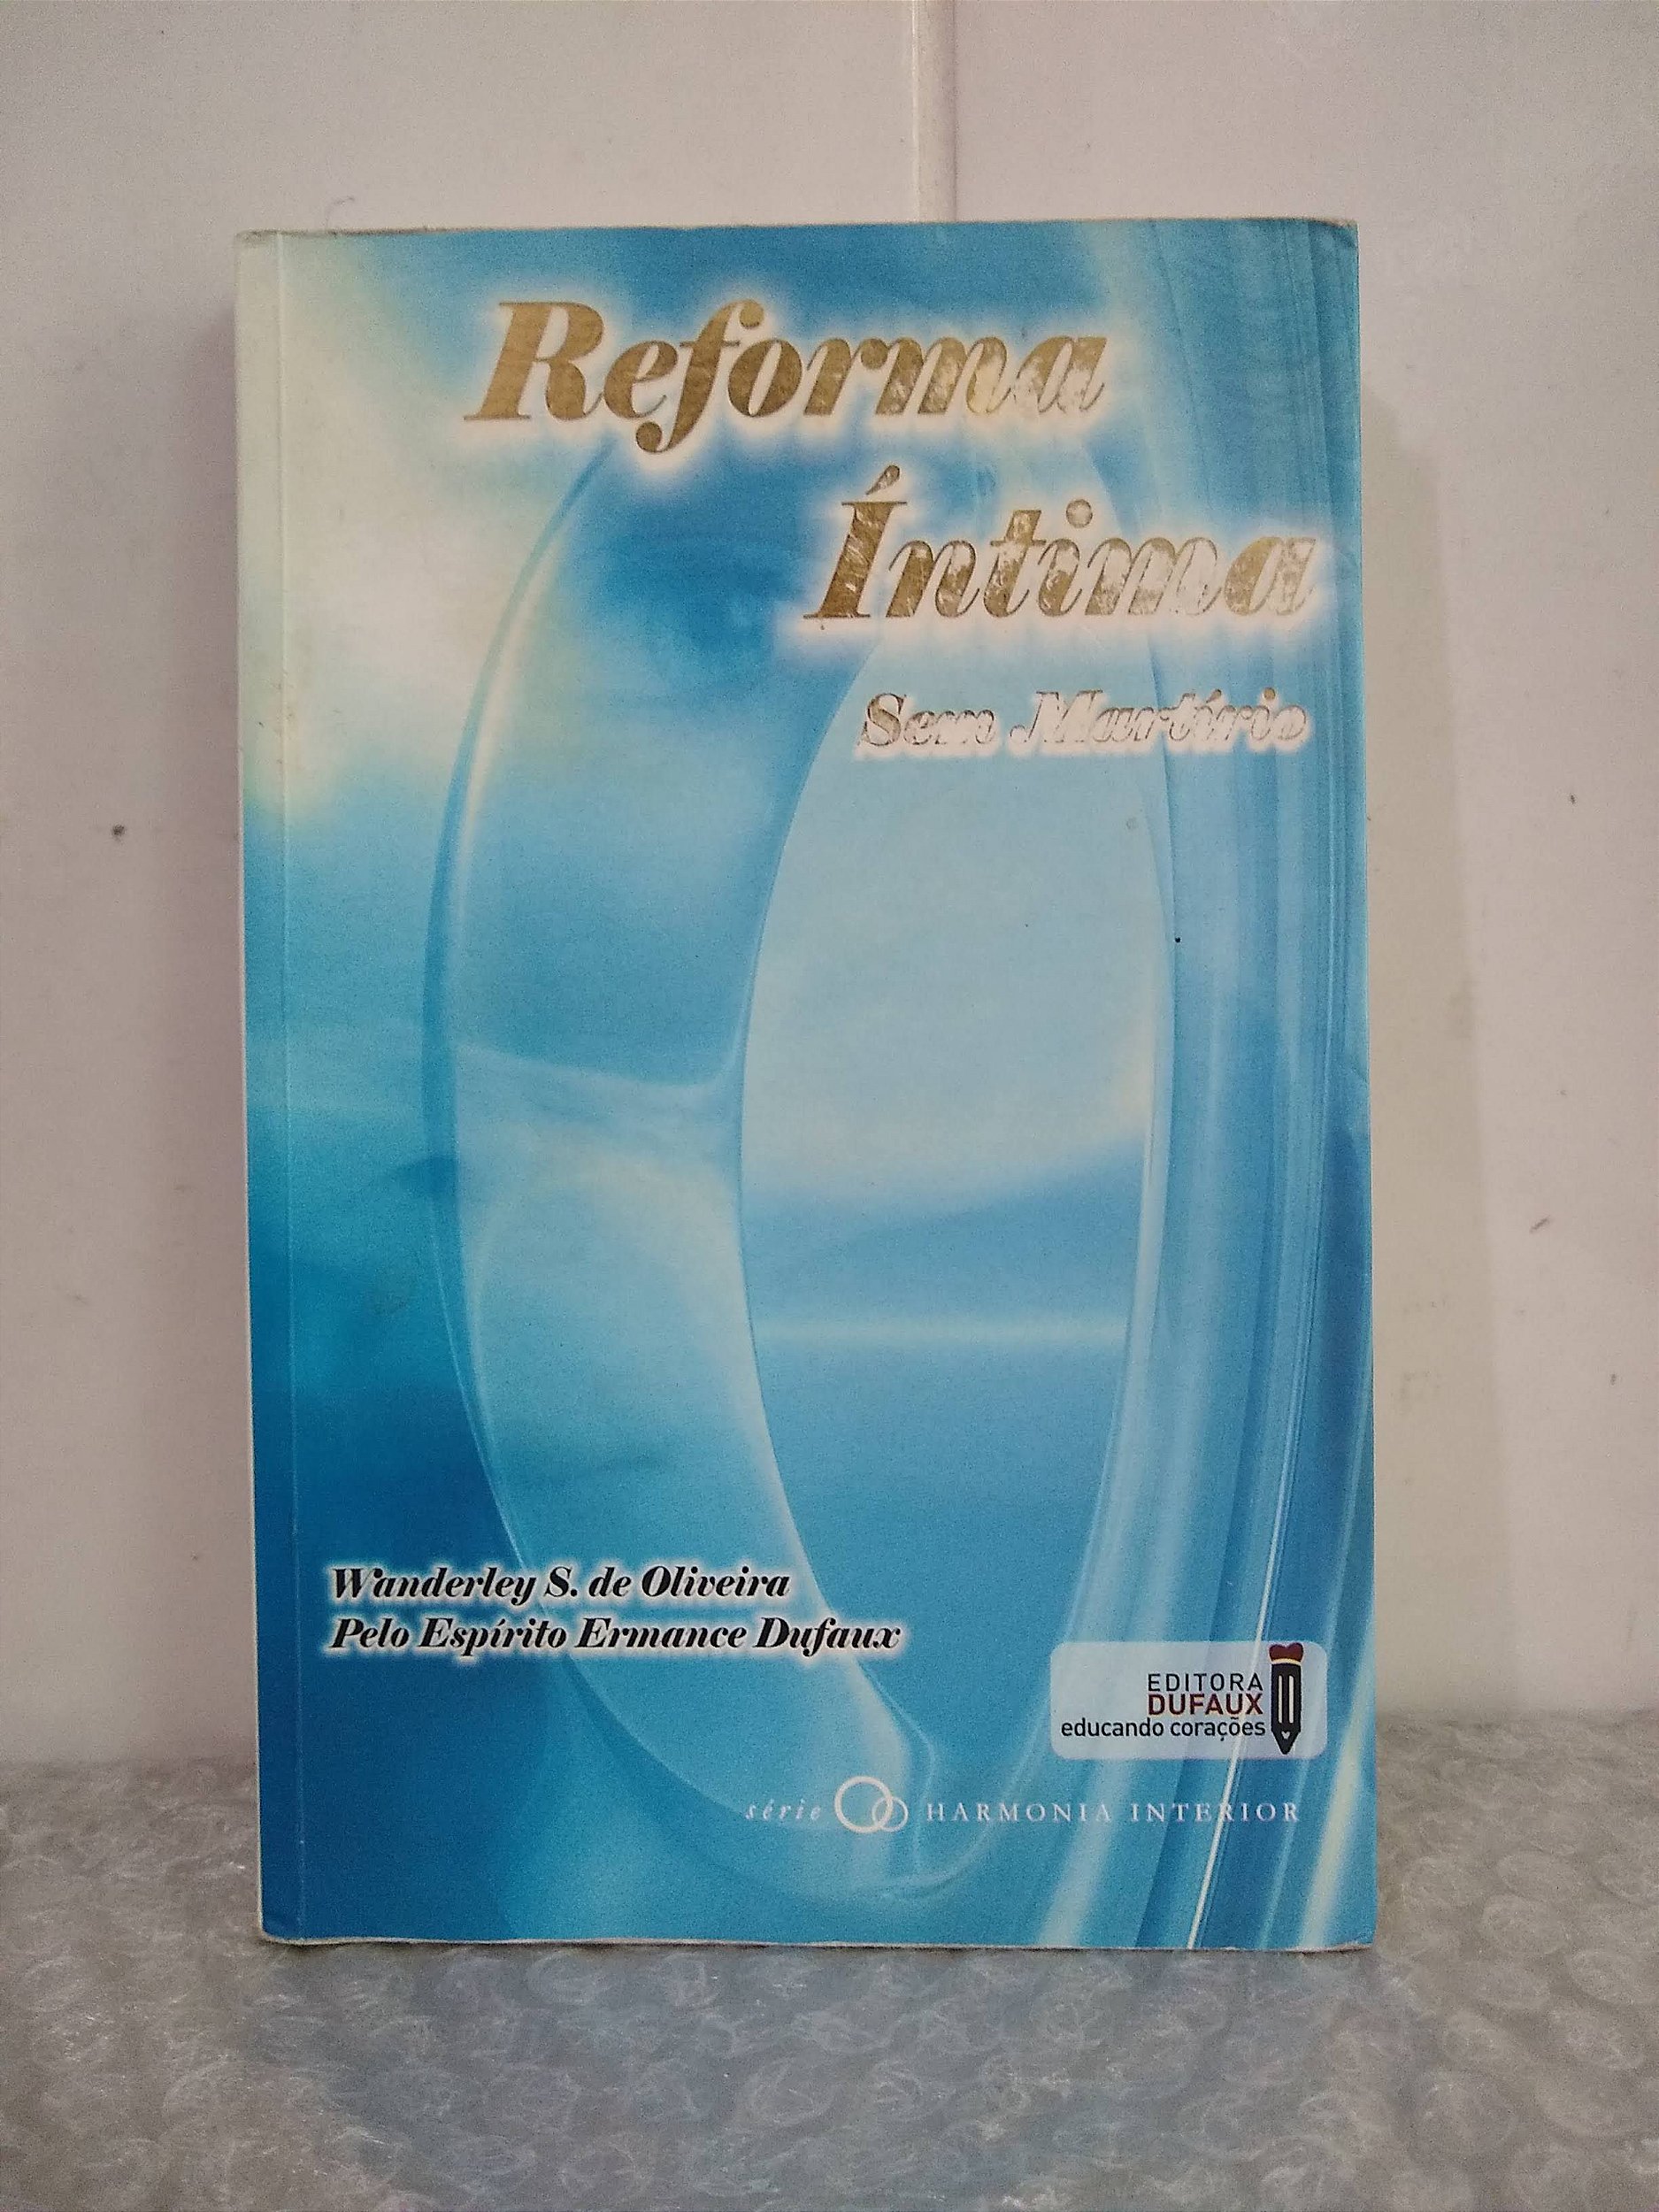 Reforma
Íntima
Sem Martírio
Wanderley S. de Oliveira
Pelo Espírito Ermance Dufaux
EDITORA
DUFAUX
educando corações
série HARMONIA INTERIOR